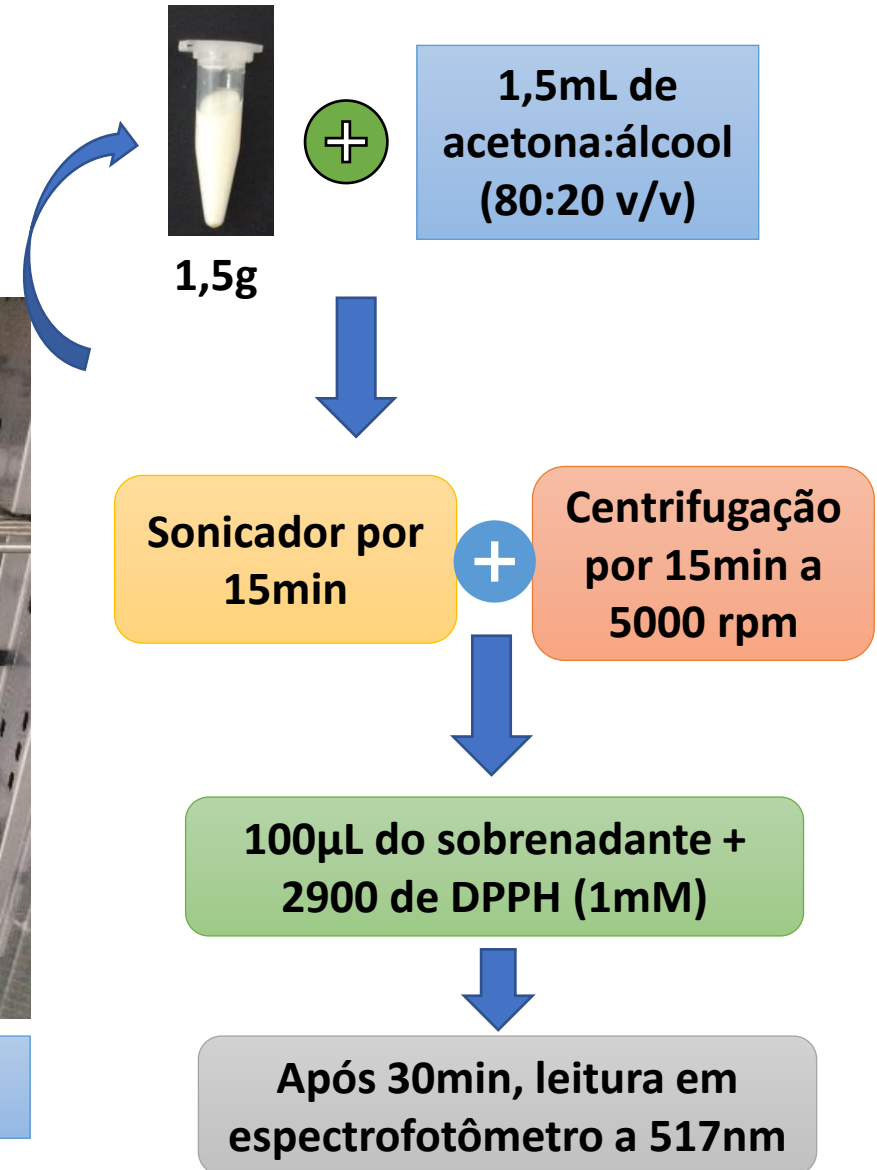 1,5mL de
acetona:álcool
(80:20 v/v)
1,5g
Sonicador por
15min
Centrifugação
por 15min a
5000 rpm
100µL do sobrenadante +
2900 de DPPH (1mM)
Após 30min, leitura em
espectrofotômetro a 517nm